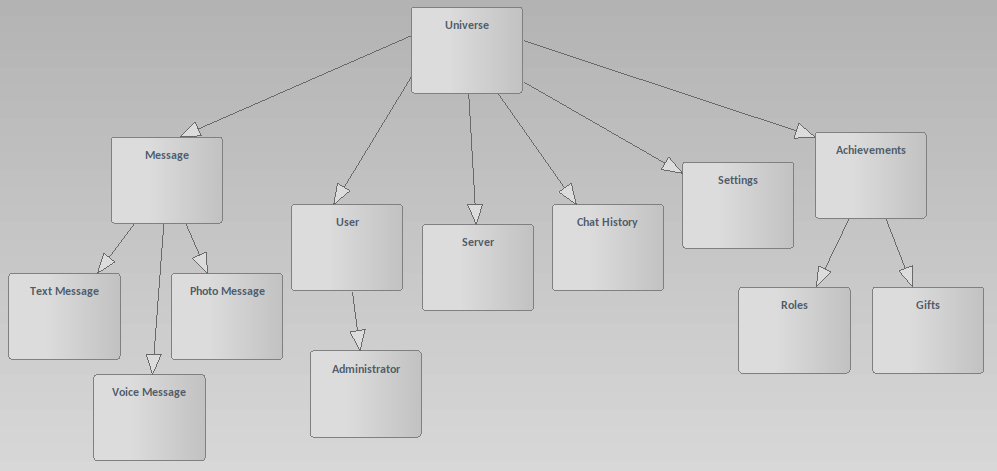 Universe
Message
Achievements
Settings
User
Server
Chat History
Text Message
Photo Message
Roles
Gifts
Voice Message
Administrator